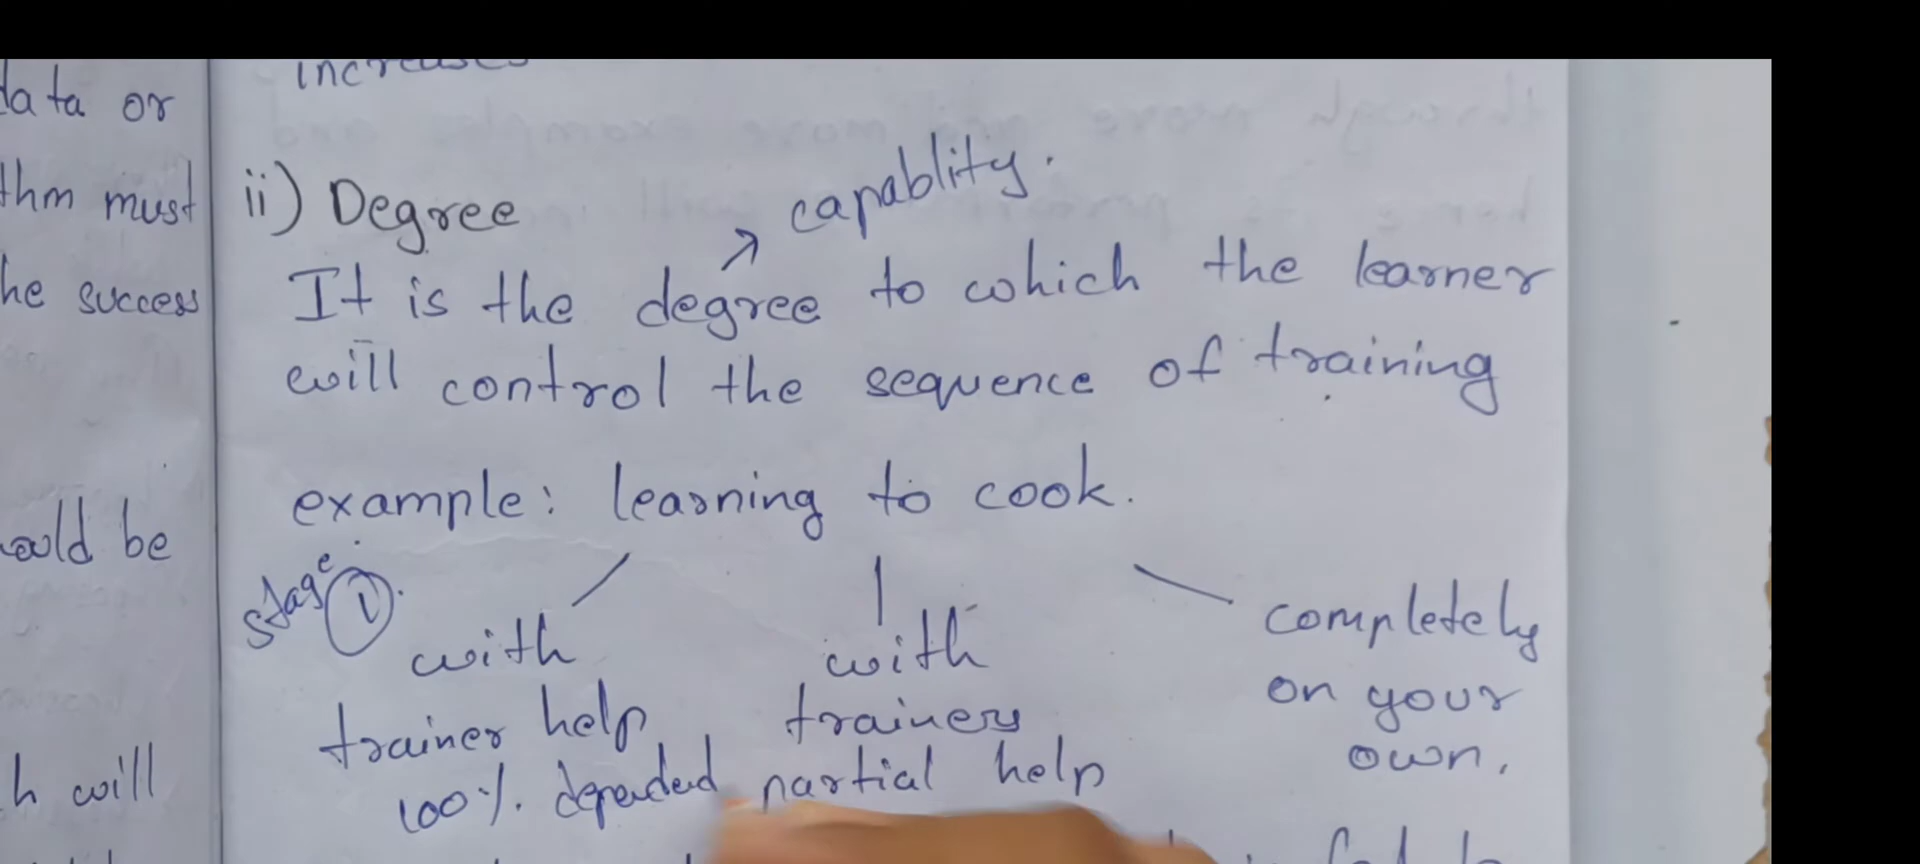 data or
thm must
he success
ould be
h will
increases
ii) Degree
capablity.
It is the degree to which the learner
will control the sequence of training
example: learning to cook.
stage 1
with
trainer help
100%. depended
with
trainers
partial help
completely
on your
own.